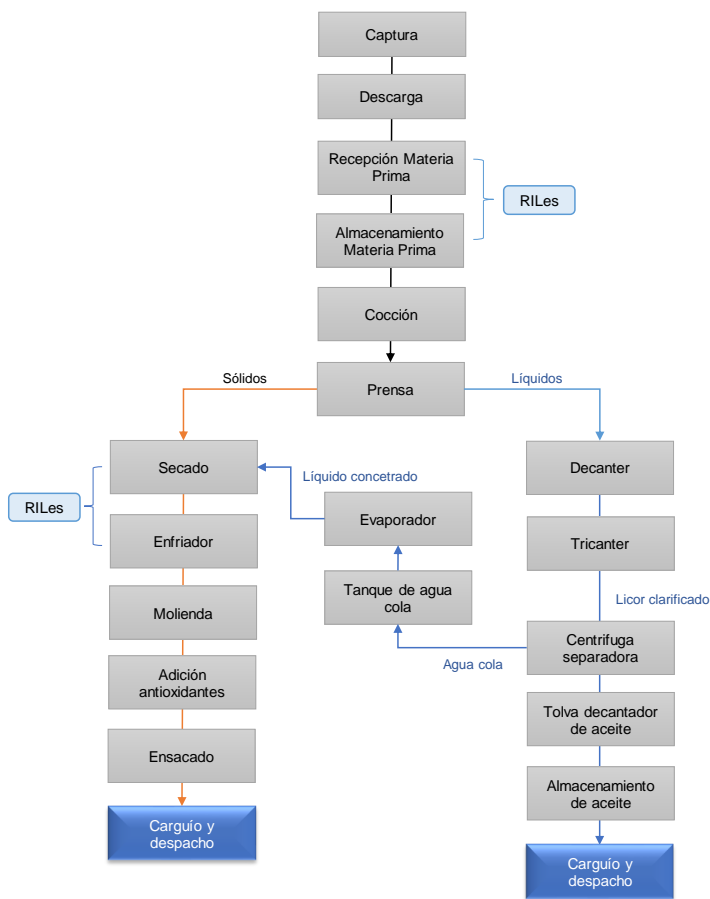 Captura
Descarga
Recepción Materia
Prima
RILes
Almacenamiento
Materia Prima
Cocción
Sólidos
Líquidos
Prensa
Secado
Líquido concetrado
Decanter
RILes
Evaporador
Enfriador
Tricanter
Tanque de agua
cola
Molienda
Licor clarificado
Centrifuga
separadora
Agua cola
Adición
antioxidantes
Tolva decantador
de aceite
Ensacado
Almacenamiento
de aceite
Carguío y
despacho
Carguío y
despacho